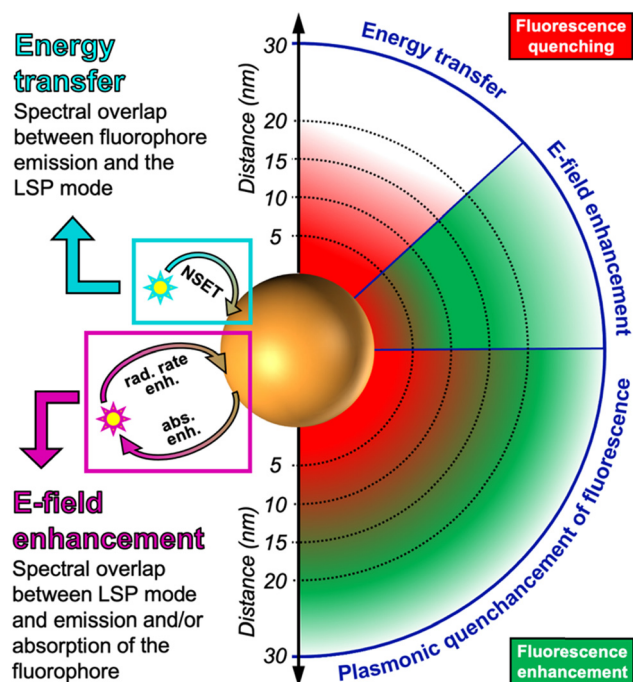 Energy
transfer
Spectral overlap
between fluorophore
emission and the
LSP mode
NSET
rad. rate
enh.
abs.
enh.
E-field
enhancement
Spectral overlap
between LSP mode
and emission and/or
absorption of the
fluorophore
30
20
15
10
5
Distance (nm)
5
10
15
20
30
Distance (nm)
Energy transfer
E-field enhancement
Plasmonic quenchancement of fluorescence
Fluorescence
quenching
Fluorescence
enhancement